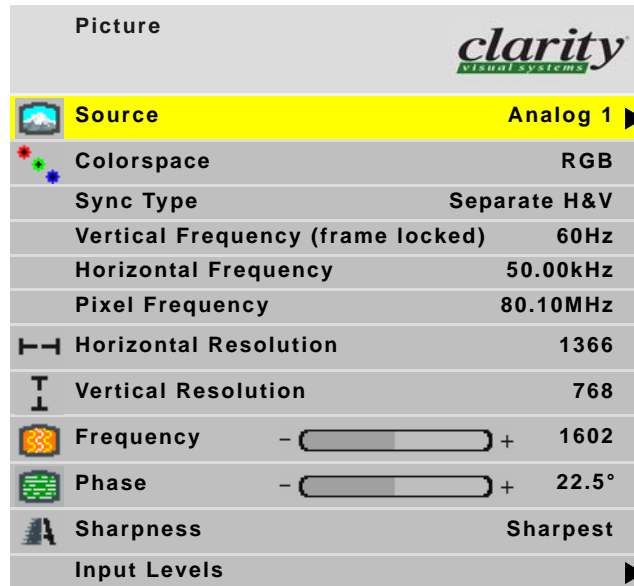 Picture
clarity
visual systems
Source Analog 1
Colorspace RGB
Sync Type Separate H&V
Vertical Frequency (frame locked) 60Hz
Horizontal Frequency 50.00kHz
Pixel Frequency 80.10MHz
Horizontal Resolution 1366
Vertical Resolution 768
Frequency - + 1602
Phase - + 22.5°
Sharpness Sharpest
Input Levels